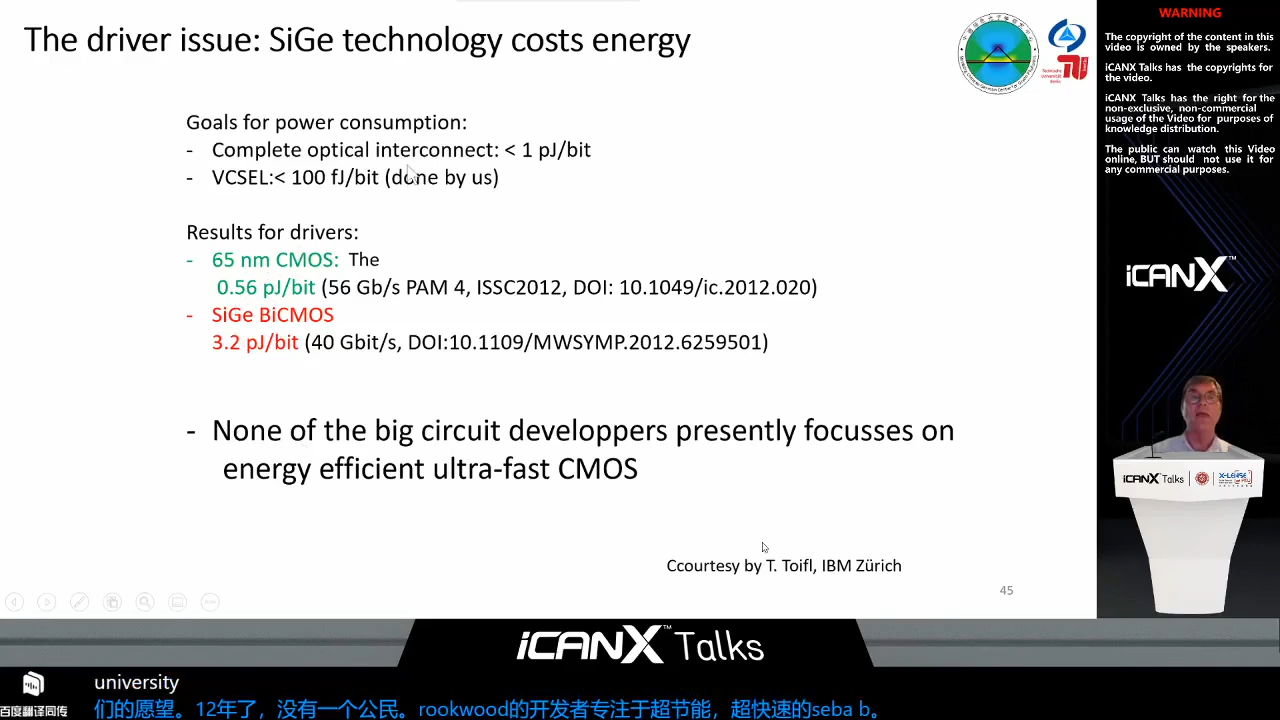 The driver issue: SiGe technology costs energy
Goals for power consumption:
- Complete optical interconnect: < 1 pJ/bit
- VCSEL:< 100 fJ/bit (done by us)
Results for drivers:
- 65 nm CMOS: The
0.56 pJ/bit (56 Gb/s PAM 4, ISSC2012, DOI: 10.1049/ic.2012.020)
- SiGe BiCMOS
3.2 pJ/bit (40 Gbit/s, DOI:10.1109/MWSYMP.2012.6259501)
- None of the big circuit developpers presently focusses on
energy efficient ultra-fast CMOS
Ccourtesy by T. Toifl, IBM Zürich
45
WARNING
The copyright of the content in this
video is owned by the speakers.
iCANX Talks has the copyrights for
the video.
iCANX Talks has the right for the
non-exclusive, non-commercial
usage of the Video for purposes of
knowledge distribution.
The public can watch this Video
online, BUT should not use it for
any commercial purposes.
iCANX™
iCANX Talks
iCANX™ Talks
university
们的愿望。12年了，没有一个公民。rookwood的开发者专注于超节能，超快速的seba b。
百度翻译同传